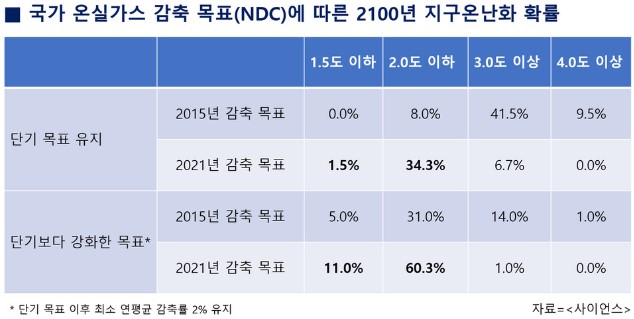 ■ 국가 온실가스 감축 목표(NDC)에 따른 2100년 지구온난화 확률
1.5도 이하 2.0도 이하 3.0도 이상 4.0도 이상
단기 목표 유지
2015년 감축 목표 0.0% 8.0% 41.5% 9.5%
2021년 감축 목표 1.5% 34.3% 6.7% 0.0%
단기보다 강화한 목표*
2015년 감축 목표 5.0% 31.0% 14.0% 1.0%
2021년 감축 목표 11.0% 60.3% 1.0% 0.0%
* 단기 목표 이후 최소 연평균 감축률 2% 유지 자료=<사이언스>